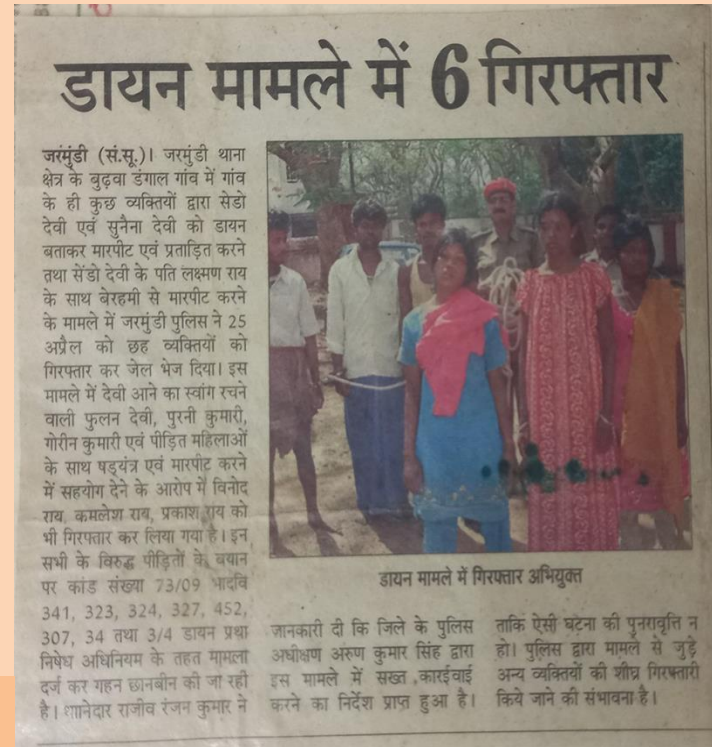 डायन मामले में 6 गिरफ्तार
जरमुंडी (सं.सू.)। जरमुंडी थाना
क्षेत्र के बुढ़वा डंगाल गांव में गांव
के ही कुछ व्यक्तियों द्वारा सेडो
देवी एवं सुनैना देवी को डायन
बताकर मारपीट एवं प्रताड़ित करने
तथा सेंडो देवी के पति लक्ष्मण राय
के साथ बेरहमी से मारपीट करने
के मामले में जरमुंडी पुलिस ने 25
अप्रैल को छह व्यक्तियों को
गिरफ्तार कर जेल भेज दिया। इस
मामले में देवी आने का स्वांग रचने
वाली फुलन देवी, पुरनी कुमारी,
गोरीन कुमारी एवं पीड़ित महिलाओं
के साथ षड्यंत्र एवं मारपीट करने
में सहयोग देने के आरोप में विनोद
राय, कमलेश राय, प्रकाश राय को
भी गिरफ्तार कर लिया गया है। इन
सभी के विरुद्ध पीड़ितों के बयान
पर कांड संख्या 73/09 भादवि
341, 323, 324, 327, 452,
307, 34 तथा 3/4 डायन प्रथा
निषेध अधिनियम के तहत मामला
दर्ज कर गहन छानबीन की जा रही
है। थानेदार राजीव रंजन कुमार ने
डायन मामले में गिरफ्तार अभियुक्त
जानकारी दी कि जिले के पुलिस
अधीक्षण अरुण कुमार सिंह द्वारा
इस मामले में सख्त कारईवाई
करने का निर्देश प्राप्त हुआ है।
ताकि ऐसी घटना की पुनरावृत्ति न
हो। पुलिस द्वारा मामले से जुड़े
अन्य व्यक्तियों की शीघ्र गिरफ्तारी
किये जाने की संभावना है।